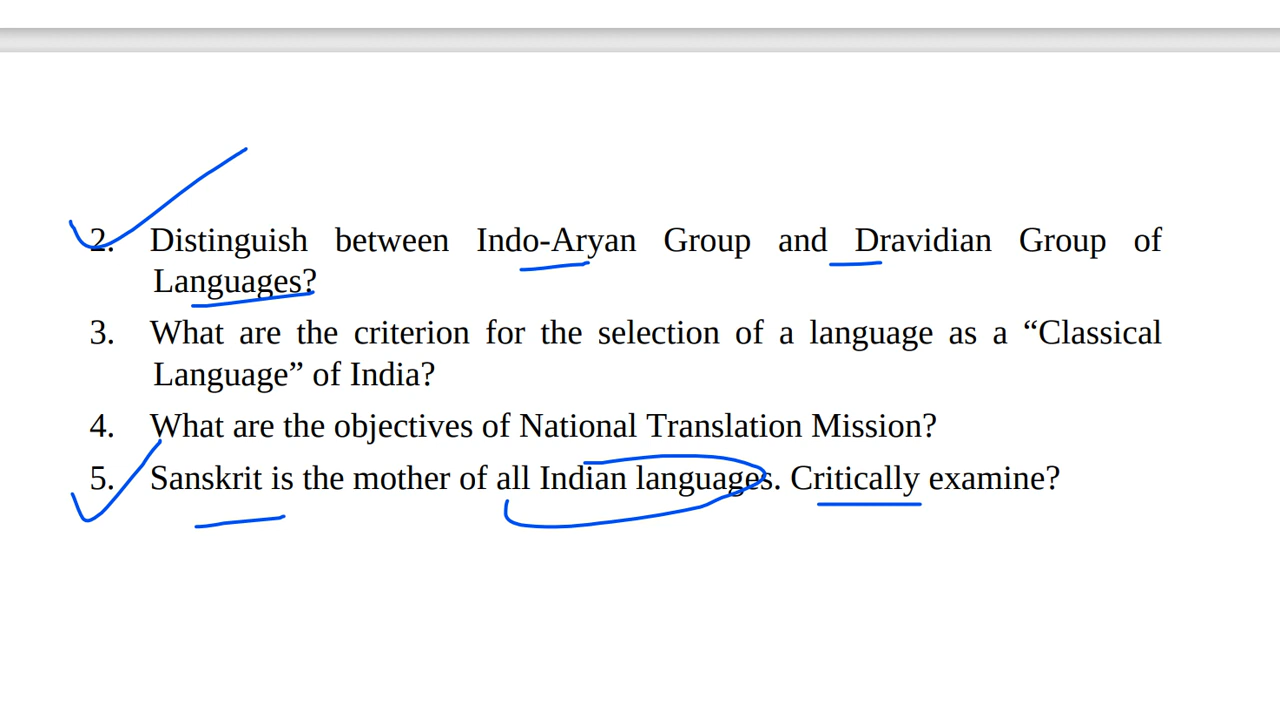 2. Distinguish between Indo-Aryan Group and Dravidian Group of
Languages?
3. What are the criterion for the selection of a language as a “Classical
Language” of India?
4. What are the objectives of National Translation Mission?
5. Sanskrit is the mother of all Indian languages. Critically examine?